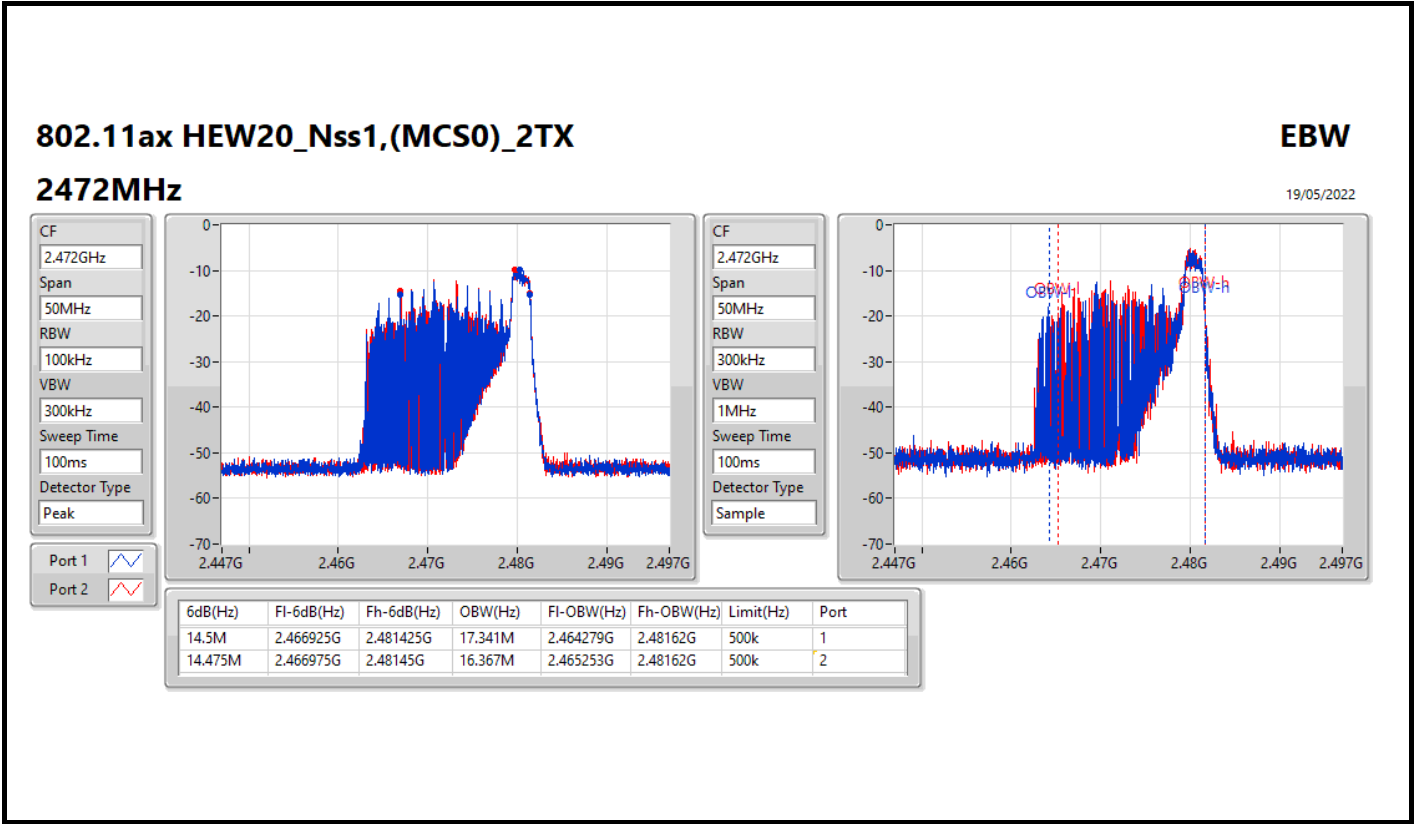 802.11ax HEW20_Nss1,(MCS0)_2TX
EBW
2472MHz
19/05/2022
CF
2.472GHz
Span
50MHz
RBW
100kHz
VBW
300kHz
Sweep Time
100ms
Detector Type
Peak
Port 1
Port 2
0-
-10-
-20-
-30-
-40-
-50-
-60-
-70-
2.447G 2.46G 2.47G 2.48G 2.49G 2.497G
CF
2.472GHz
Span
50MHz
RBW
300kHz
VBW
1MHz
Sweep Time
100ms
Detector Type
Sample
0-
-10-
-20-
-30-
-40-
-50-
-60-
-70-
OBW-l
OBW-l
OBW-h
OBW-h
2.447G 2.46G 2.47G 2.48G 2.49G 2.497G
6dB(Hz) Fl-6dB(Hz) Fh-6dB(Hz) OBW(Hz) Fl-OBW(Hz) Fh-OBW(Hz) Limit(Hz) Port
14.5M 2.466925G 2.481425G 17.341M 2.464279G 2.48162G 500k 1
14.475M 2.466975G 2.48145G 16.367M 2.465253G 2.48162G 500k 2